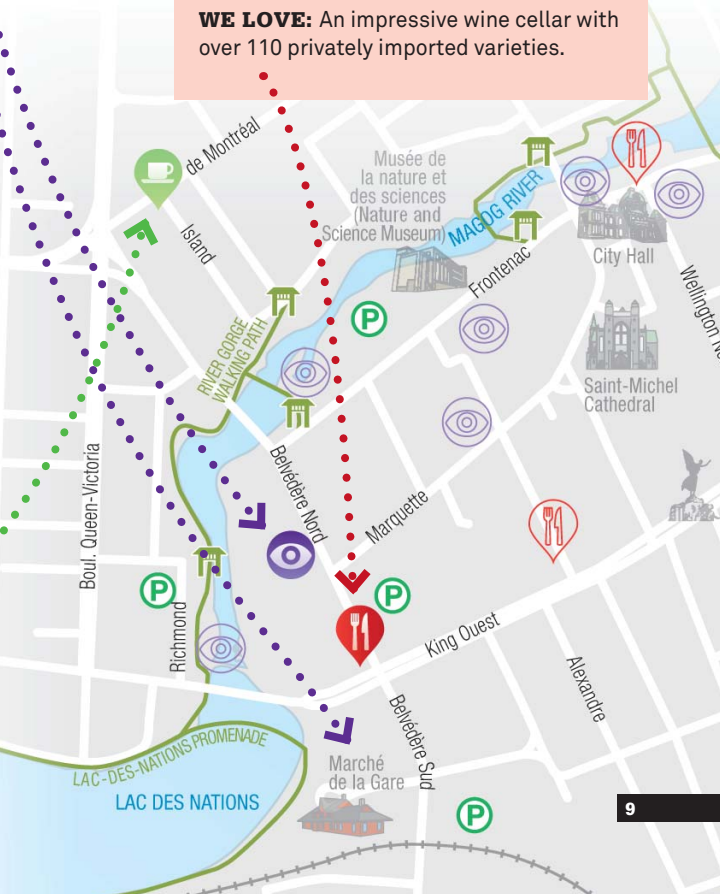 WE LOVE: An impressive wine cellar with
over 110 privately imported varieties.
de Montréal
Island
Musée de
la nature et
des sciences
(Nature and
Science Museum)
MAGOG RIVER
Frontenac
City Hall
Wellington N
P
RIVER GORGE
WALKING PATH
Saint-Michel
Cathedral
Boul. Queen-Victoria
Belvédère Nord
Marquette
P
P
Richmond
King Ouest
Alexandre
Belvédère Sud
LAC-DES-NATIONS PROMENADE
LAC DES NATIONS
Marché
de la Gare
P
9